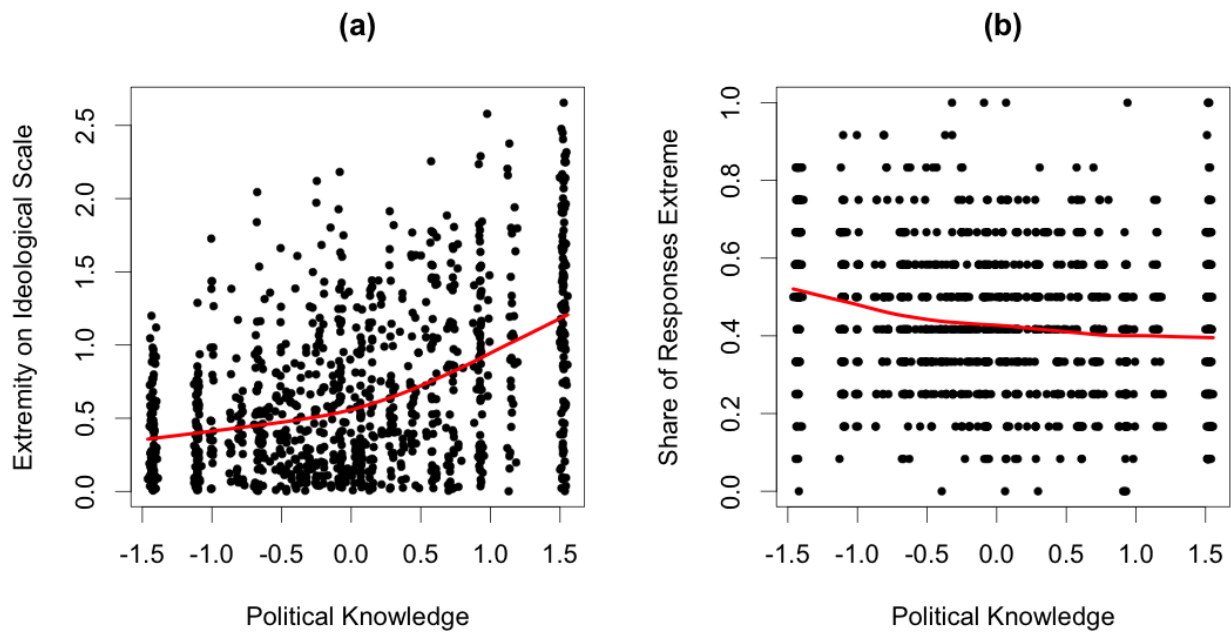 (a)
Extremity on Ideological Scale
2.5
2.0
1.5
1.0
0.5
0.0
-1.5 -1.0 -0.5 0.0 0.5 1.0 1.5
Political Knowledge
(b)
Share of Responses Extreme
1.0
0.8
0.6
0.4
0.2
0.0
-1.5 -1.0 -0.5 0.0 0.5 1.0 1.5
Political Knowledge